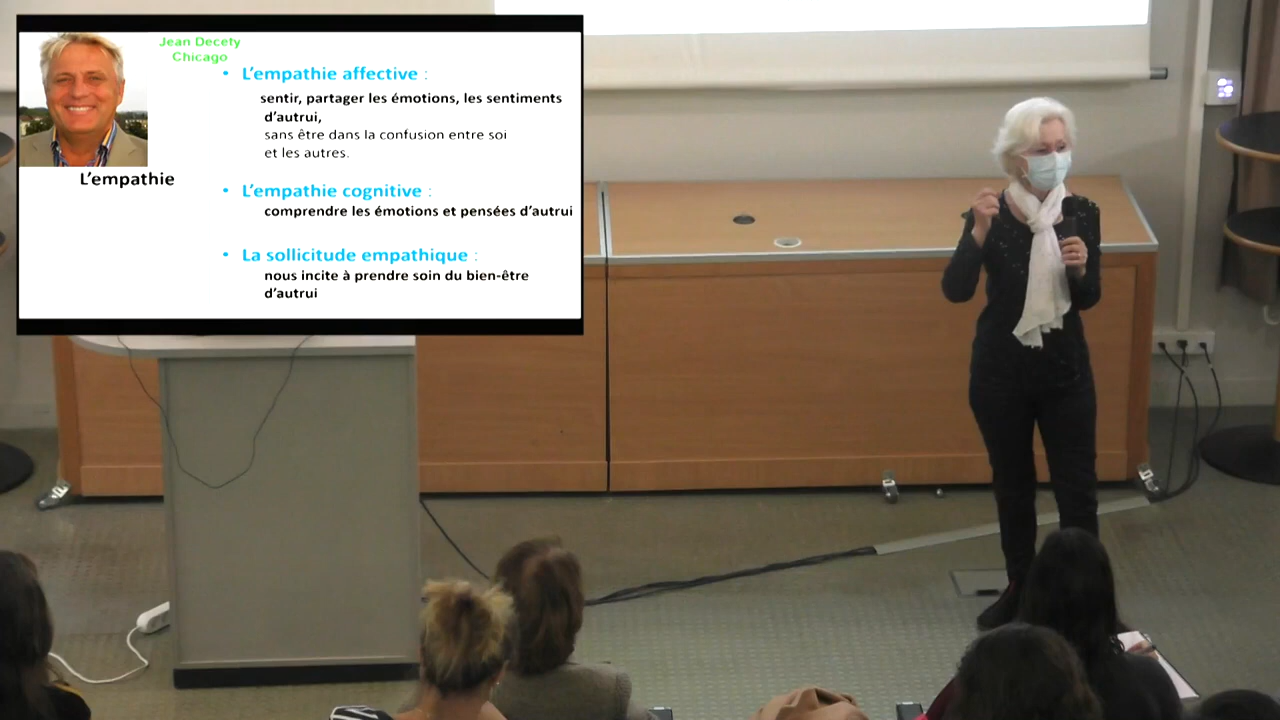 Jean Decety
Chicago
L'empathie
• L'empathie affective :
sentir, partager les émotions, les sentiments
d'autrui,
sans être dans la confusion entre soi
et les autres.
• L'empathie cognitive :
comprendre les émotions et pensées d'autrui
• La sollicitude empathique :
nous incite à prendre soin du bien-être
d'autrui